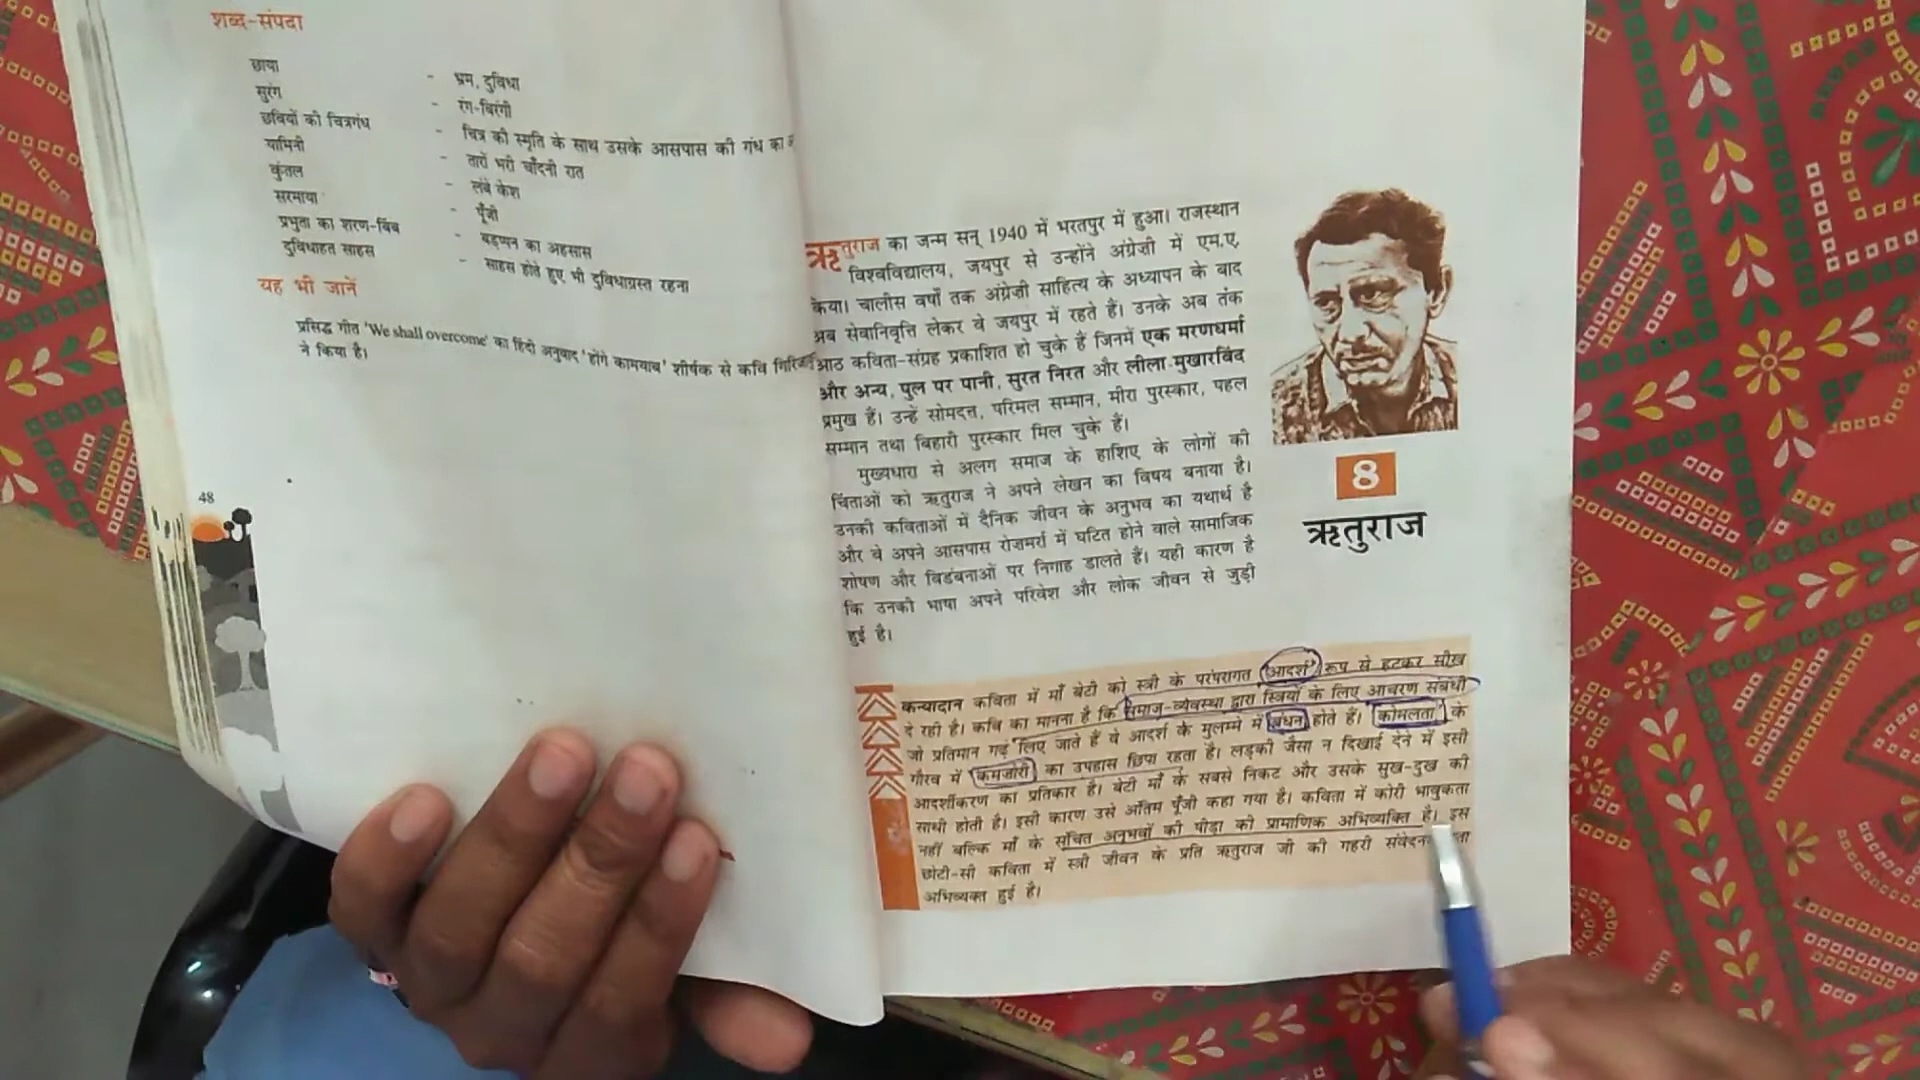 शब्द-संपदा
छाया - भ्रम, दुविधा
सुरंग - रंग-बिरंगी
छवियों की चित्रगंध - चित्र की स्मृति के साथ उसके आसपास की गंध का
यामिनी - तारों भरी चाँदनी रात
कुंतल - लंबे केश
सरमाया - पूँजी
प्रभुता का शरण-बिंब - बड़प्पन का अहसास
दुविधाहत साहस - साहस होते हुए भी दुविधाग्रस्त रहना
यह भी जानें
प्रसिद्ध गीत 'We shall overcome' का हिंदी अनुवाद 'होंगे कामयाब' शीर्षक से कवि
ने किया है।
48
ऋतुराज का जन्म सन् 1940 में भरतपुर में हुआ। राजस्थान
विश्वविद्यालय, जयपुर से उन्होंने अंग्रेज़ी में एम.ए.
किया। चालीस वर्षों तक अंग्रेज़ी साहित्य के अध्यापन के बाद
अब सेवानिवृत्ति लेकर वे जयपुर में रहते हैं। उनके अब तक
आठ कविता-संग्रह प्रकाशित हो चुके हैं जिनमें एक मरणधर्मा
और अन्य, पुल पर पानी, सुरत निरत और लीला मुखारविंद
प्रमुख हैं। उन्हें सोमदत्त, परिमल सम्मान, मीरा पुरस्कार, पहल
सम्मान तथा बिहारी पुरस्कार मिल चुके हैं।
मुख्यधारा से अलग समाज के हाशिए के लोगों की
चिंताओं को ऋतुराज ने अपने लेखन का विषय बनाया है।
उनकी कविताओं में दैनिक जीवन के अनुभव का यथार्थ है
और वे अपने आसपास रोज़मर्रा में घटित होने वाले सामाजिक
शोषण और विडंबनाओं पर निगाह डालते हैं। यही कारण है
कि उनकी भाषा अपने परिवेश और लोक जीवन से जुड़ी
हुई है।
8
ऋतुराज
कन्यादान कविता में माँ बेटी को स्त्री के परंपरागत 'आदर्श' रूप से हटकर सीख
दे रही है। कवि का मानना है कि समाज-व्यवस्था द्वारा स्त्रियों के लिए आचरण संबंधी
जो प्रतिमान गढ़ लिए जाते हैं वे आदर्श के मुलम्मे में बंधन होते हैं। 'कोमलता' के
गौरव में 'कमज़ोरी' का उपहास छिपा रहता है। लड़की जैसा न दिखाई देने में इसी
आदर्शीकरण का प्रतिकार है। बेटी माँ के सबसे निकट और उसके सुख-दुख की
साथी होती है। इसी कारण उसे अंतिम पूँजी कहा गया है। कविता में कोरी भावुकता
नहीं बल्कि माँ के संचित अनुभवों की पीड़ा की प्रामाणिक अभिव्यक्ति है। इस
छोटी-सी कविता में स्त्री जीवन के प्रति ऋतुराज जी की गहरी
अभिव्यक्त हुई है।